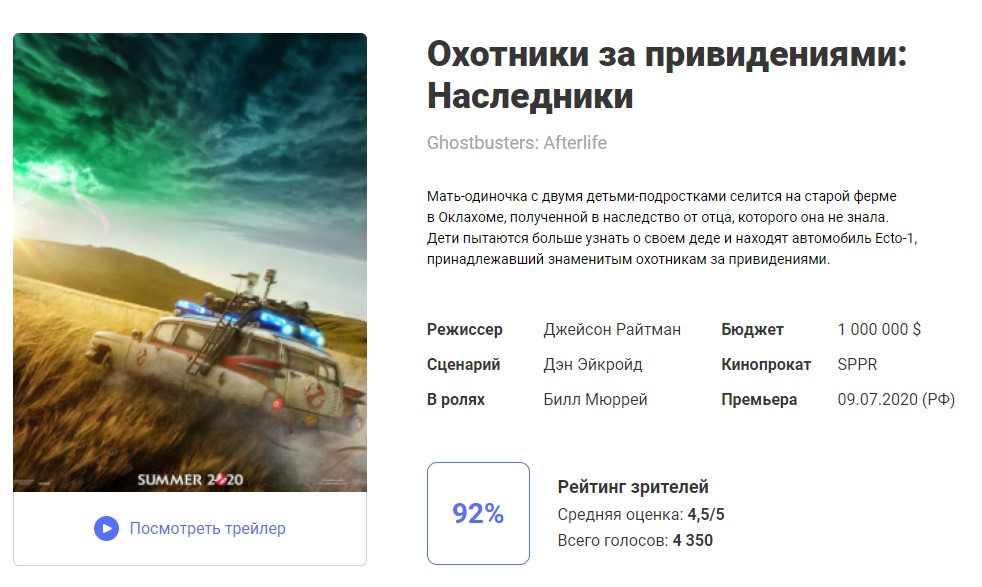 Охотники за привидениями:
Наследники
Ghostbusters: Afterlife
Мать-одиночка с двумя детьми-подростками селится на старой ферме
в Оклахоме, полученной в наследство от отца, которого она не знала.
Дети пытаются больше узнать о своем деде и находят автомобиль Ecto-1,
принадлежавший знаменитым охотникам за привидениями.
Режиссер Джейсон Райтман Бюджет 1 000 000 $
Сценарий Дэн Эйкройд Кинопрокат SPPR
В ролях Билл Мюррей Премьера 09.07.2020 (РФ)
SUMMER 2020
92%
Рейтинг зрителей
Средняя оценка: 4,5/5
Всего голосов: 4 350
Посмотреть трейлер